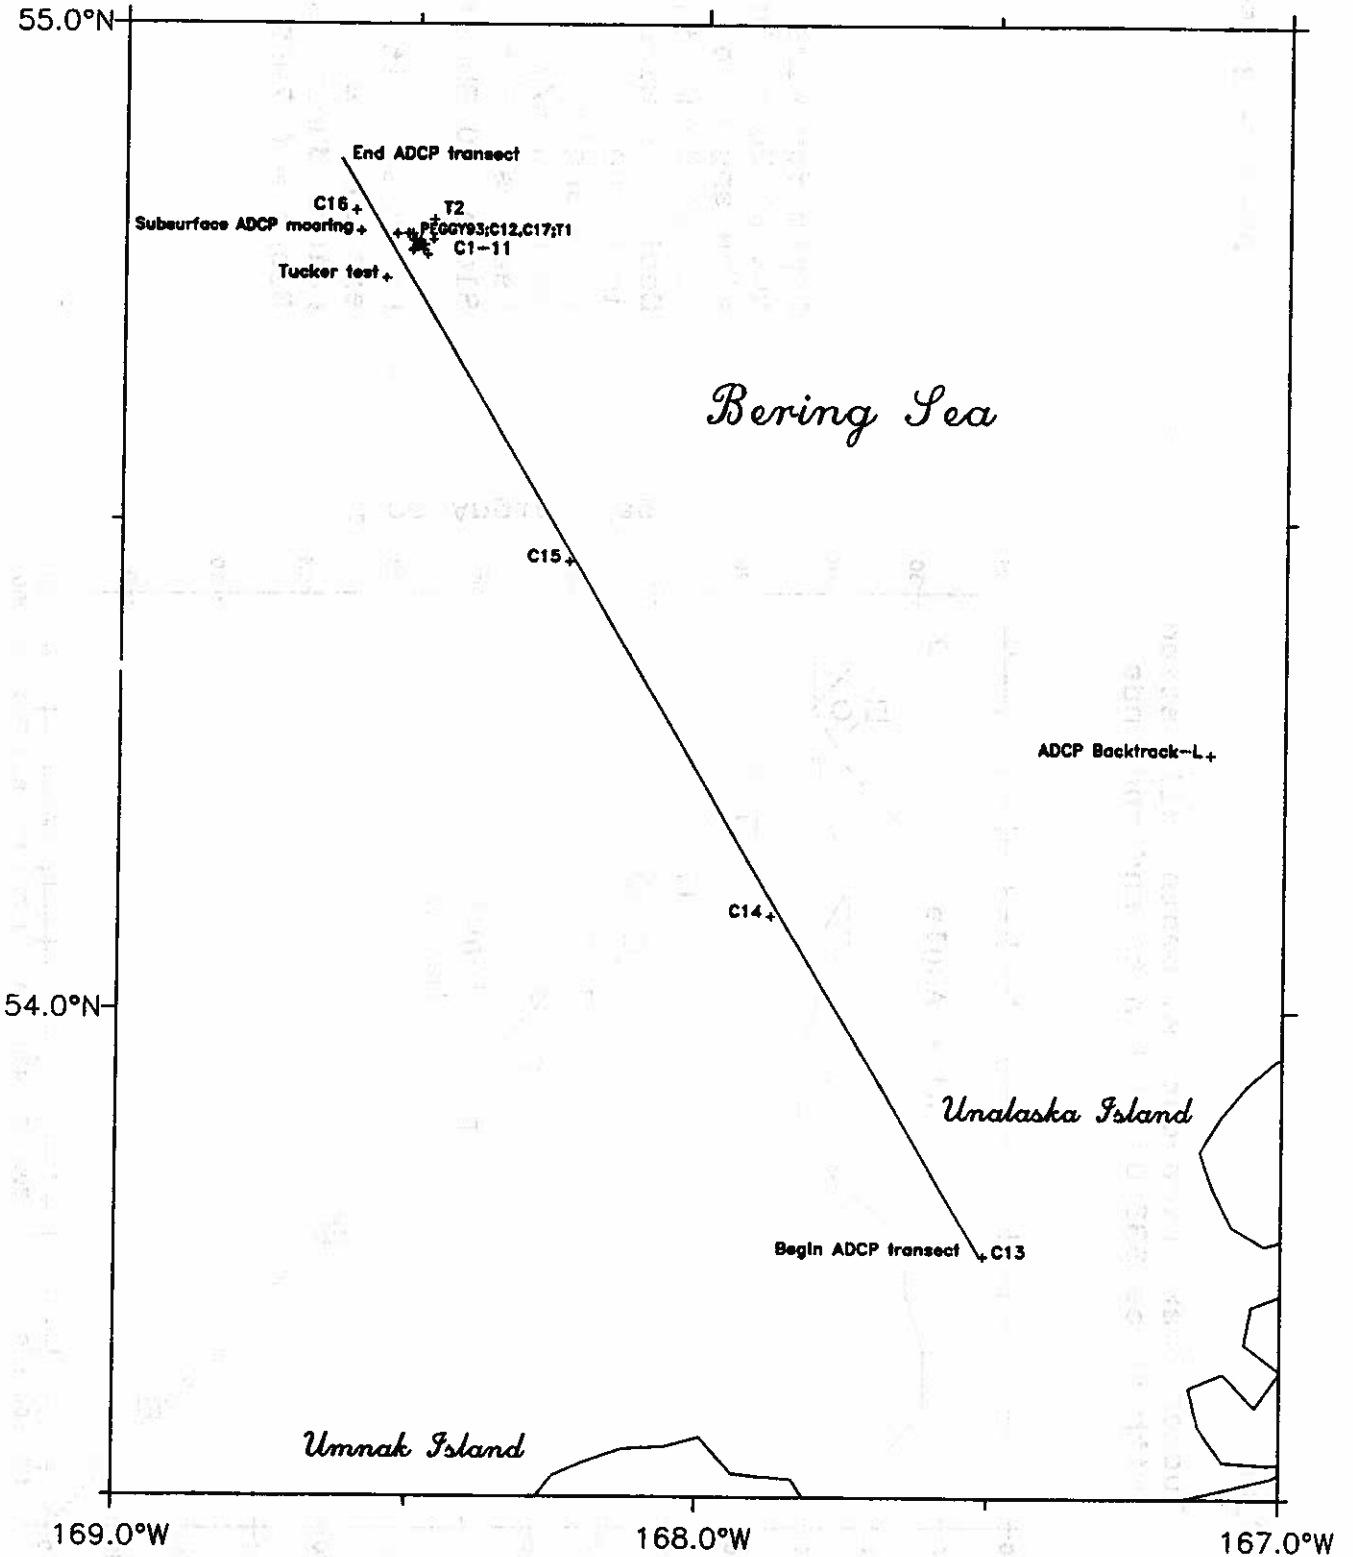 55.0°N
End ADCP transect
C16
T2
Subsurface ADCP mooring
PEGGY93;C12,C17;T1
C1-11
Tucker test
Bering Sea
C15
ADCP Backtrack-L
C14
54.0°N
Unalaska Island
Begin ADCP transect
C13
Umnak Island
169.0°W
168.0°W
167.0°W